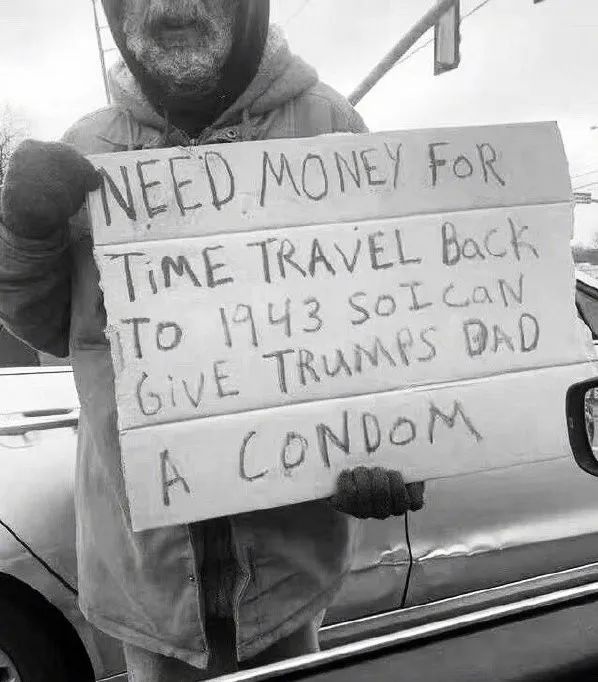 NEED MONEY FOR
TiME TRAVEL Back
To 1943 So I caN
GiVE TRUMPS DAD
A CONDOM